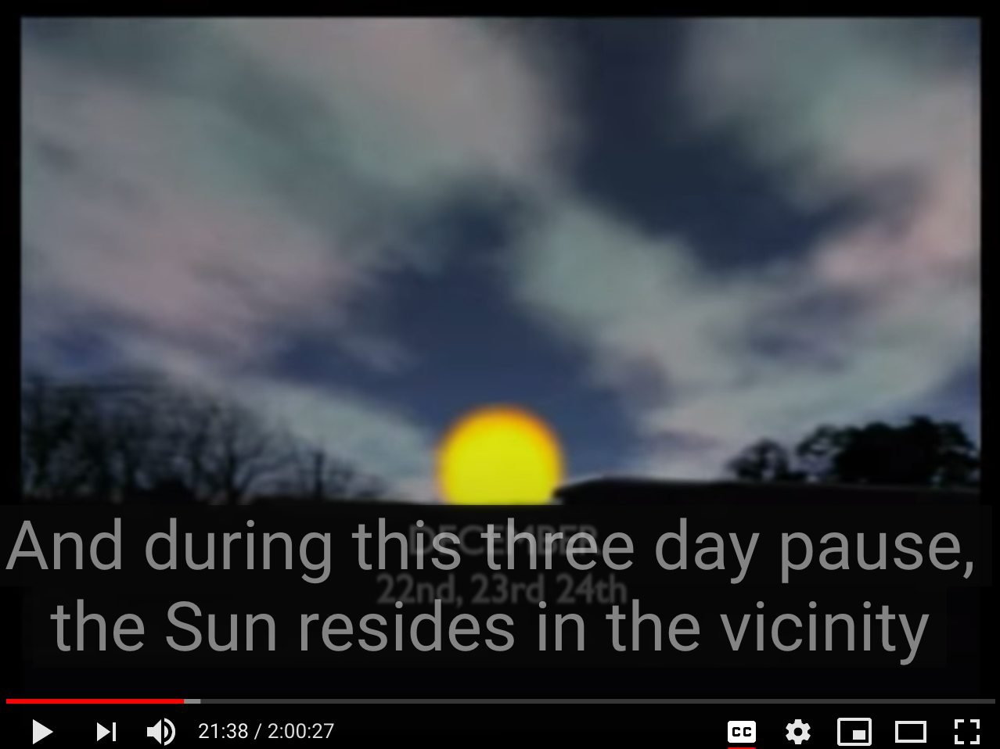 DECEMBER
22nd, 23rd 24th
And during this three day pause,
the Sun resides in the vicinity
21:38 / 2:00:27
CC